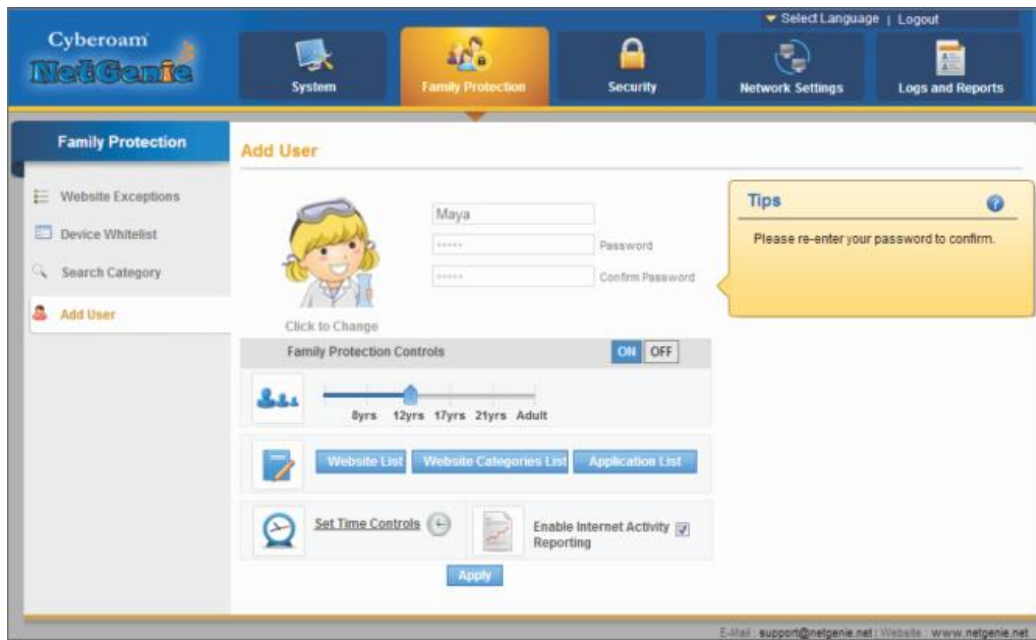 Select Language | Logout
Cyberoam
NetGenie
System
Family Protection
Security
Network Settings
Logs and Reports
Family Protection
Website Exceptions
Device Whitelist
Search Category
Add User
Add User
Maya
Password
Confirm Password
Click to Change
Tips
Please re-enter your password to confirm.
Family Protection Controls
ON OFF
8yrs 12yrs 17yrs 21yrs Adult
Website List
Website Categories List
Application List
Set Time Controls
Enable Internet Activity
Reporting
Apply
E-Mail : support@netgenie.net | Website : www.netgenie.net